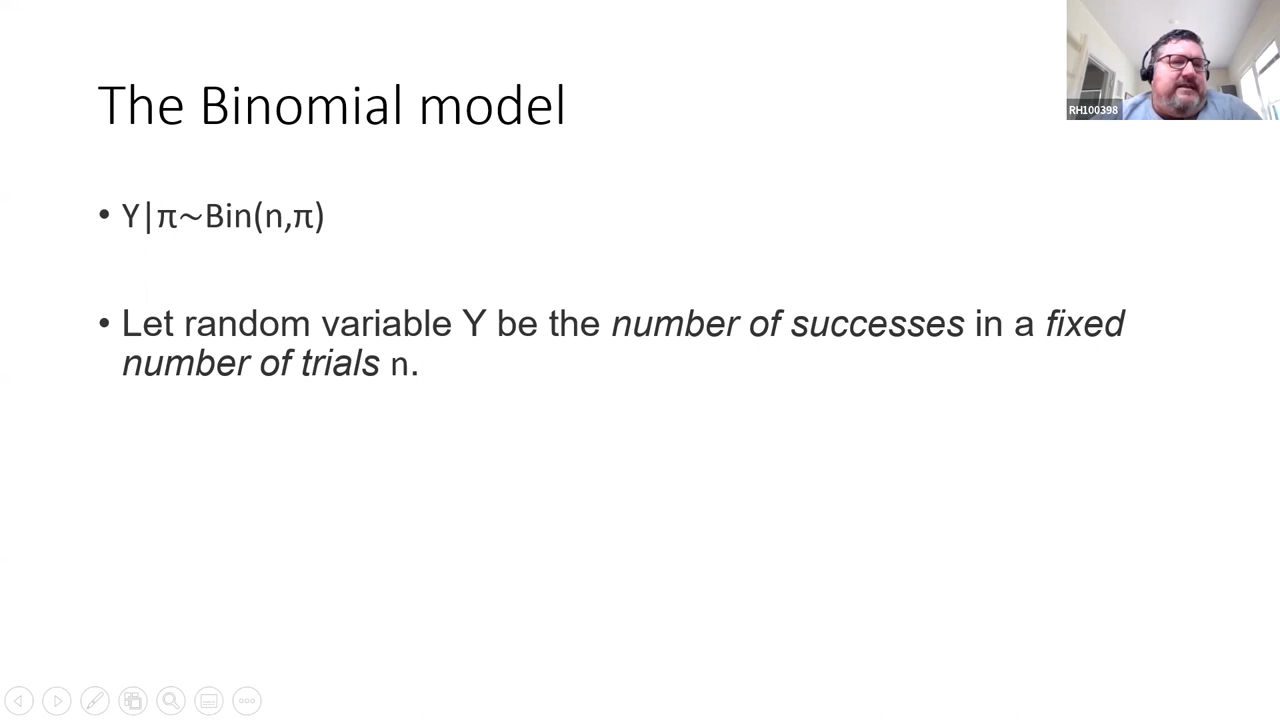 The Binomial model
RH100398
• Y|π~Bin(n,π)
• Let random variable Y be the number of successes in a fixed
number of trials n.